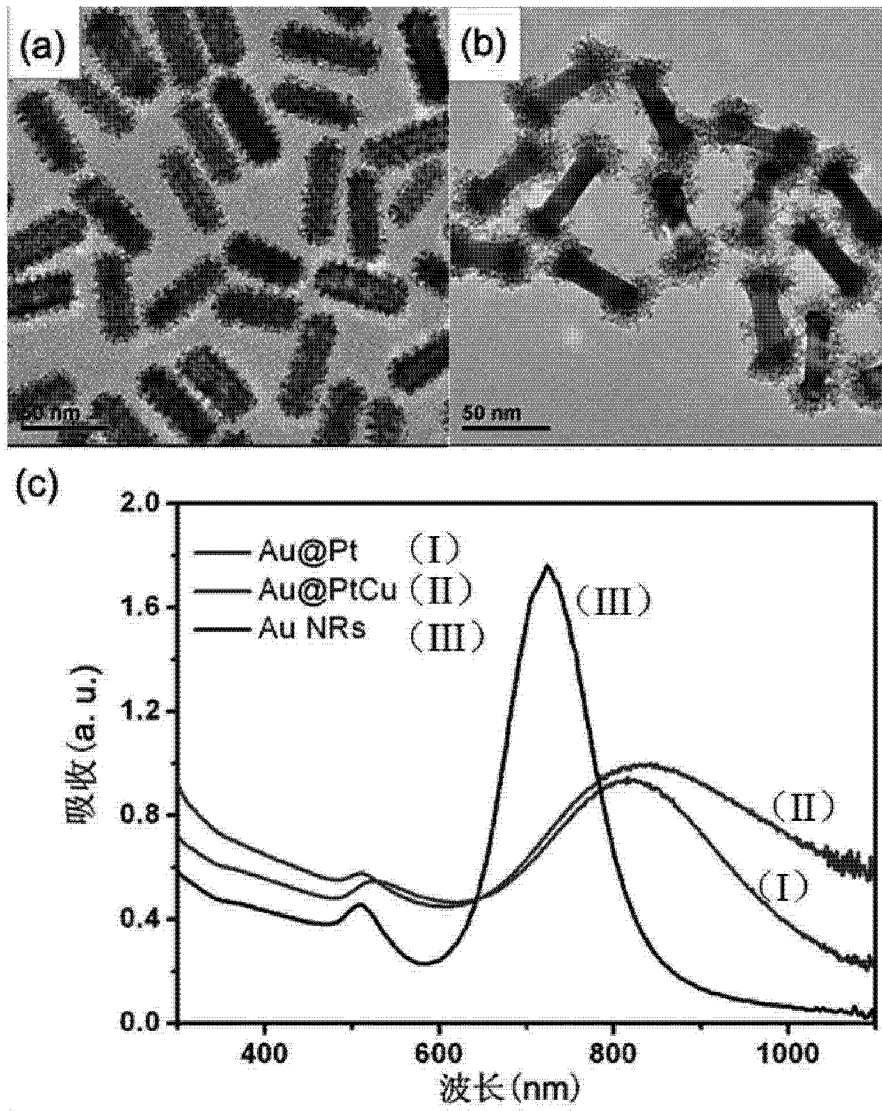 (a)
(b)
50 nm
50 nm
(c)
2.0
1.6
1.2
0.8
0.4
0.0
吸收(a. u.)
Au@Pt (I)
Au@PtCu (II)
Au NRs (III)
(III)
(II)
(I)
400
600
800
1000
波长(nm)